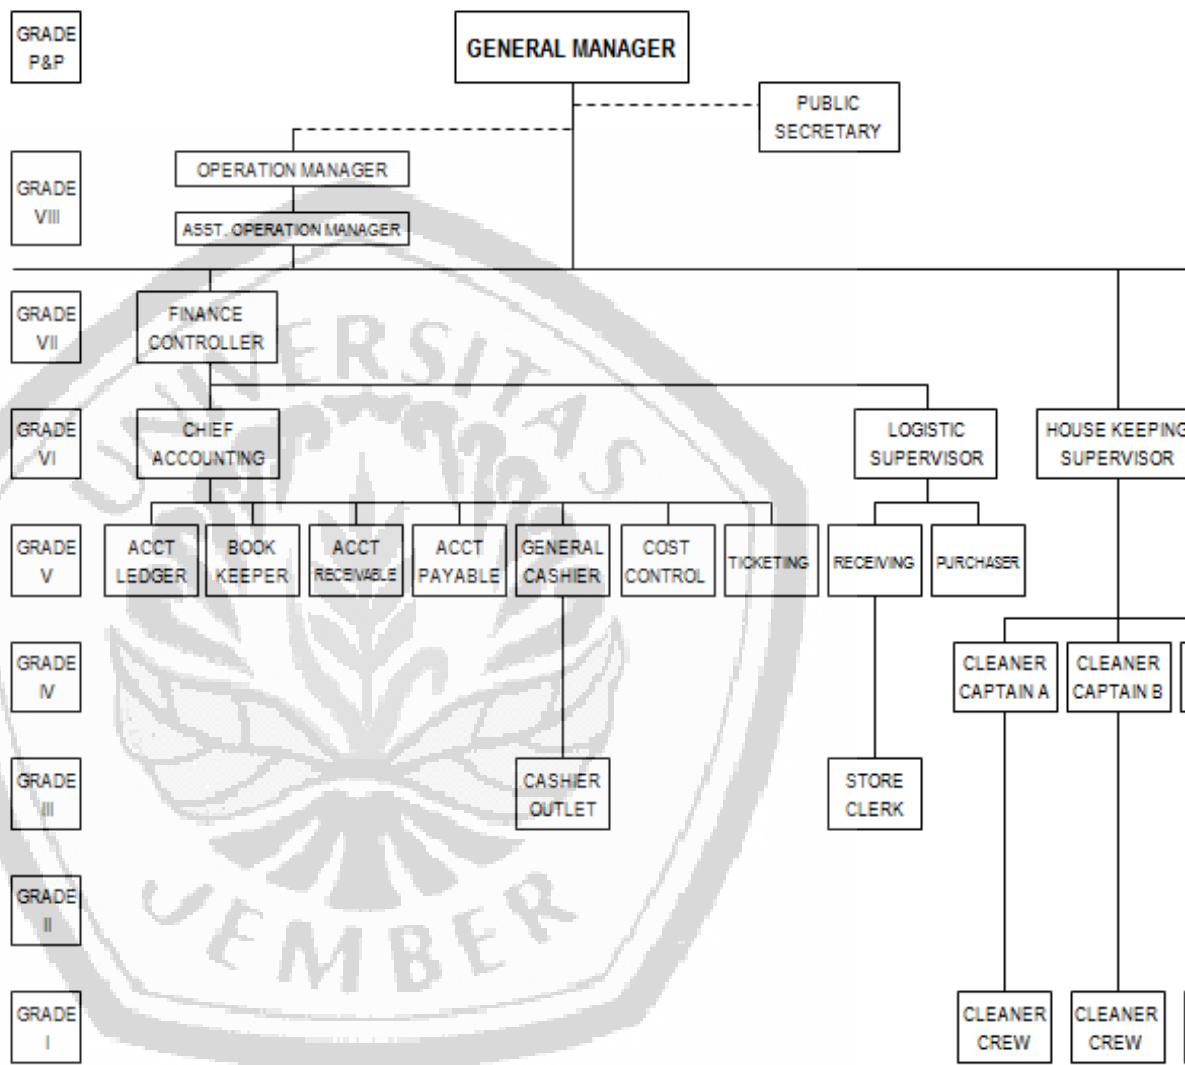 GRADE
P&P
GENERAL MANAGER
PUBLIC
SECRETARY
GRADE
VIII
OPERATION MANAGER
ASST. OPERATION MANAGER
GRADE
VII
FINANCE
CONTROLLER
GRADE
VI
CHIEF
ACCOUNTING
LOGISTIC
SUPERVISOR
HOUSE KEEPING
SUPERVISOR
GRADE
V
ACCT
LEDGER
BOOK
KEEPER
ACCT
RECEIVABLE
ACCT
PAYABLE
GENERAL
CASHIER
COST
CONTROL
TICKETING
RECEIVING
PURCHASER
GRADE
IV
CLEANER
CAPTAIN A
CLEANER
CAPTAIN B
GRADE
III
CASHIER
OUTLET
STORE
CLERK
GRADE
II
GRADE
I
CLEANER
CREW
CLEANER
CREW
UNIVERSITAS
JEMBER